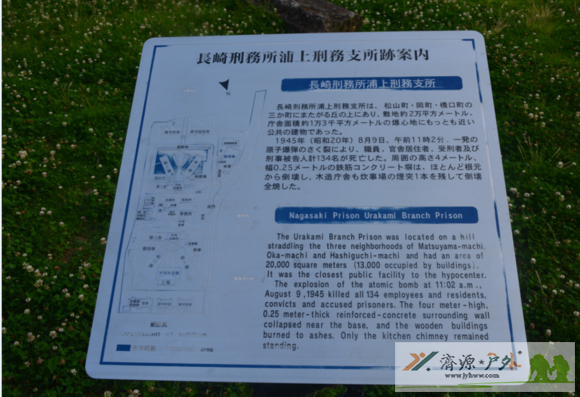 長崎刑務所浦上刑務支所跡案内
N
長崎刑務所浦上刑務支所
長崎刑務所浦上刑務支所は、松山町・岡町・橋口町の
三か町にまたがる丘の上にあり、敷地約2万平方メートル、
庁舎面積約1万3千平方メートルの爆心地にもっとも近い
公共の建物であった。
1945年(昭和20年)8月9日、午前11時2分、一発の
原子爆弾のさく裂により、職員、官舎居住者、受刑者及び
刑事被告人計134名が死亡した。周囲の高さ4メートル、
幅0.25メートルの鉄筋コンクリート塀は、ほとんど根元
から倒壊し、木造庁舎も炊事場の煙突1本を残して倒壊
全焼した。
Nagasaki Prison Urakami Branch Prison
The Urakami Branch Prison was located on a hill
straddling the three neighborhoods of Matsuyama-machi,
Oka-machi and Hashiguchi-machi and had an area of
20,000 square meters (13,000 occupied by buildings).
It was the closest public facility to the hypocenter.
The explosion of the atomic bomb at 11:02 a.m.,
August 9,1945 killed all 134 employees and residents,
convicts and accused prisoners. The four meter-high,
0.25 meter-thick reinforced-concrete surrounding wall
collapsed near the base, and the wooden buildings
burned to ashes. Only the kitchen chimney remained
standing.
济源★户外
www.jyhww.com